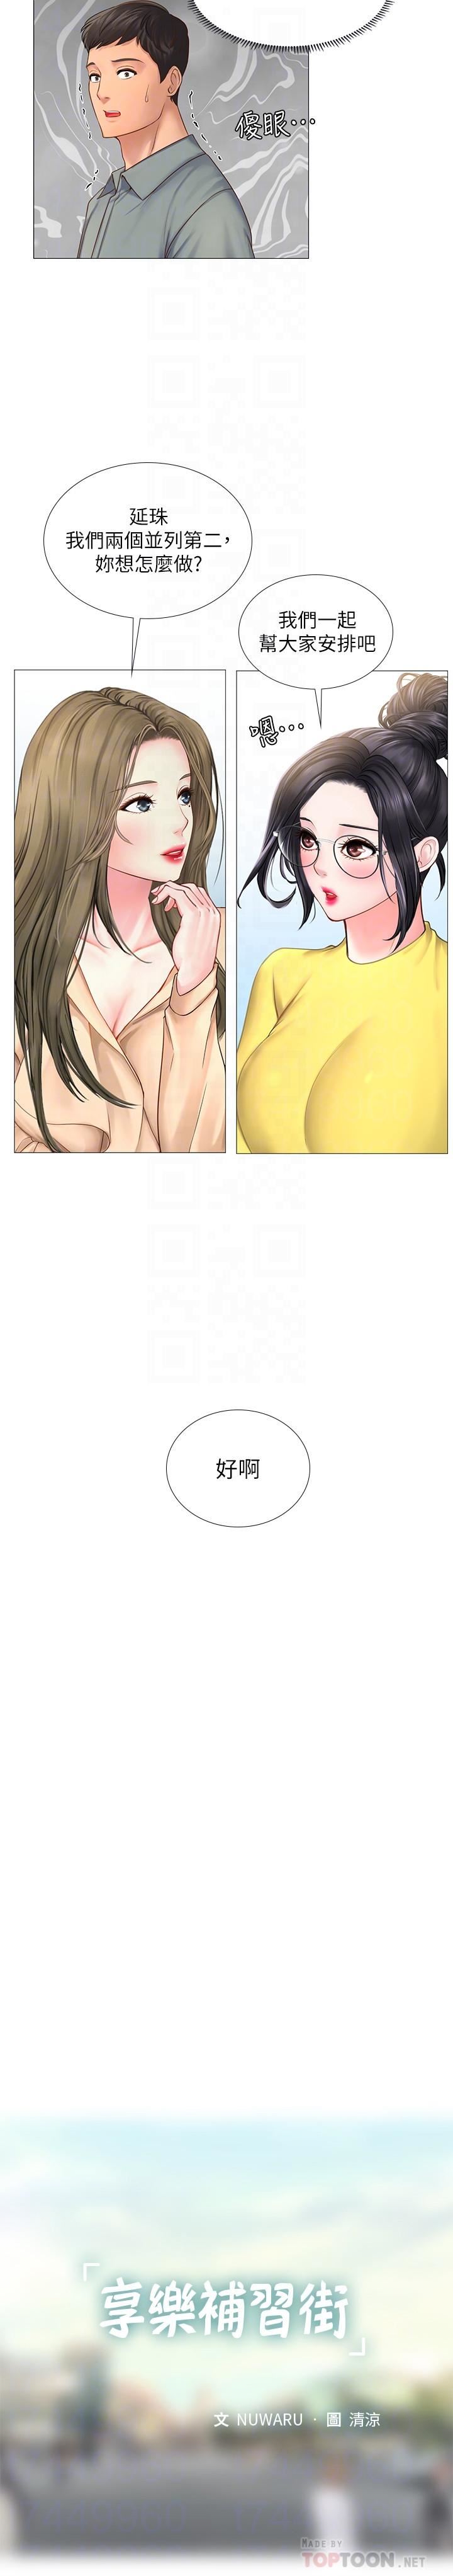 傻眼…
延珠
我們兩個並列第二，
妳想怎麼做？
我們一起
幫大家安排吧
嗯…
好啊
「享樂補習街」
文 NUWARU · 圖 清涼
MADE BY
TOPTOON.NET